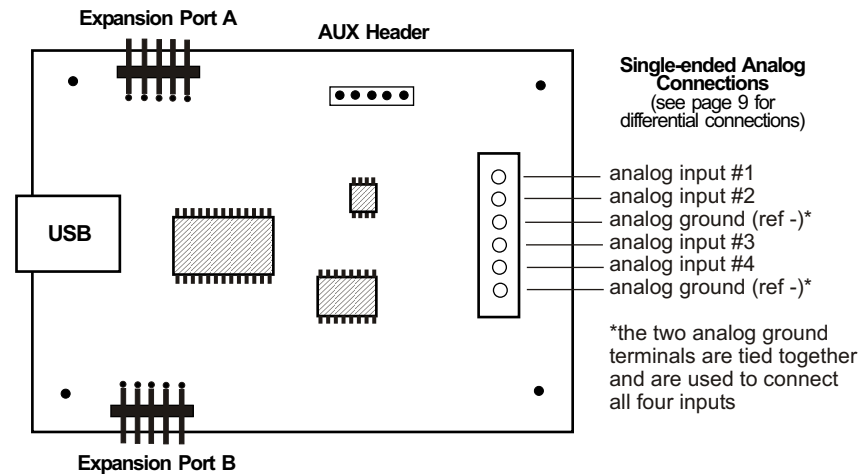 Expansion Port A
AUX Header
Single-ended Analog
Connections
(see page 9 for
differential connections)
analog input #1
analog input #2
analog ground (ref -)*
analog input #3
analog input #4
analog ground (ref -)*
USB
*the two analog ground
terminals are tied together
and are used to connect
all four inputs
Expansion Port B